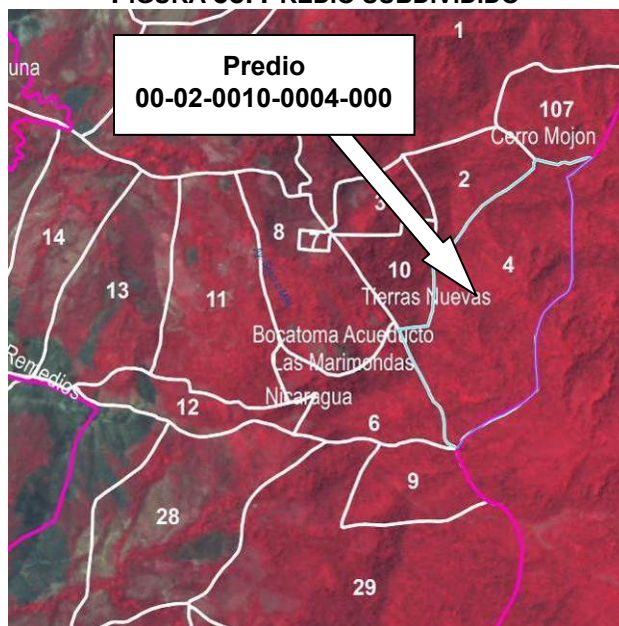 Predio
00-02-0010-0004-000
1
una
107
Cerro Mojon
2
3
14
8
7
4
10
13
11
Tierras Nuevas
Bocatoma Acueducto
Las Marimondas
Remedios
Nicaragua
12
6
9
28
29